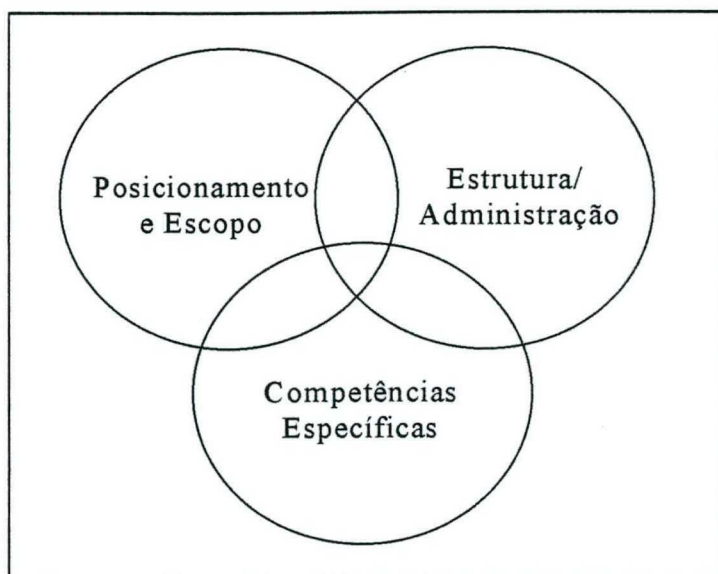 Posicionamento
e Escopo
Estrutura/
Administração
Competências
Específicas